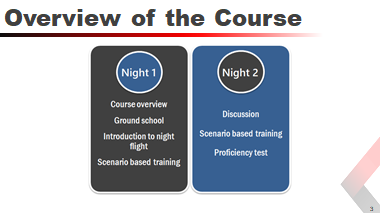 Overview of the Course
Night 1
Course overview
Ground school
Introduction to night
flight
Scenario based training
Night 2
Discussion
Scenario based training
Proficiency test
3